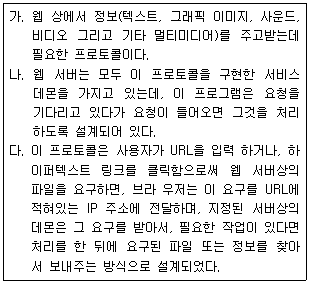 가. 웹 상에서 정보(텍스트, 그래픽 이미지, 사운드,
비디오 그리고 기타 멀티미디어)를 주고받는데
필요한 프로토콜이다.
나. 웹 서버는 모두 이 프로토콜을 구현한 서비스
데몬을 가지고 있는데, 이 프로그램은 요청을
기다리고 있다가 요청이 들어오면 그것을 처리
하도록 설계되어 있다.
다. 이 프로토콜은 사용자가 URL을 입력 하거나, 하
이퍼텍스트 링크를 클릭함으로써 웹 서버상의
파일을 요구하면, 브라 우저는 이 요구를 URL에
적혀있는 IP 주소에 전달하며, 지정된 서버상의
데몬은 그 요구를 받아서, 필요한 작업이 있다면
처리를 한 뒤에 요구된 파일 또는 정보를 찾아
서 보내주는 방식으로 설계되었다.